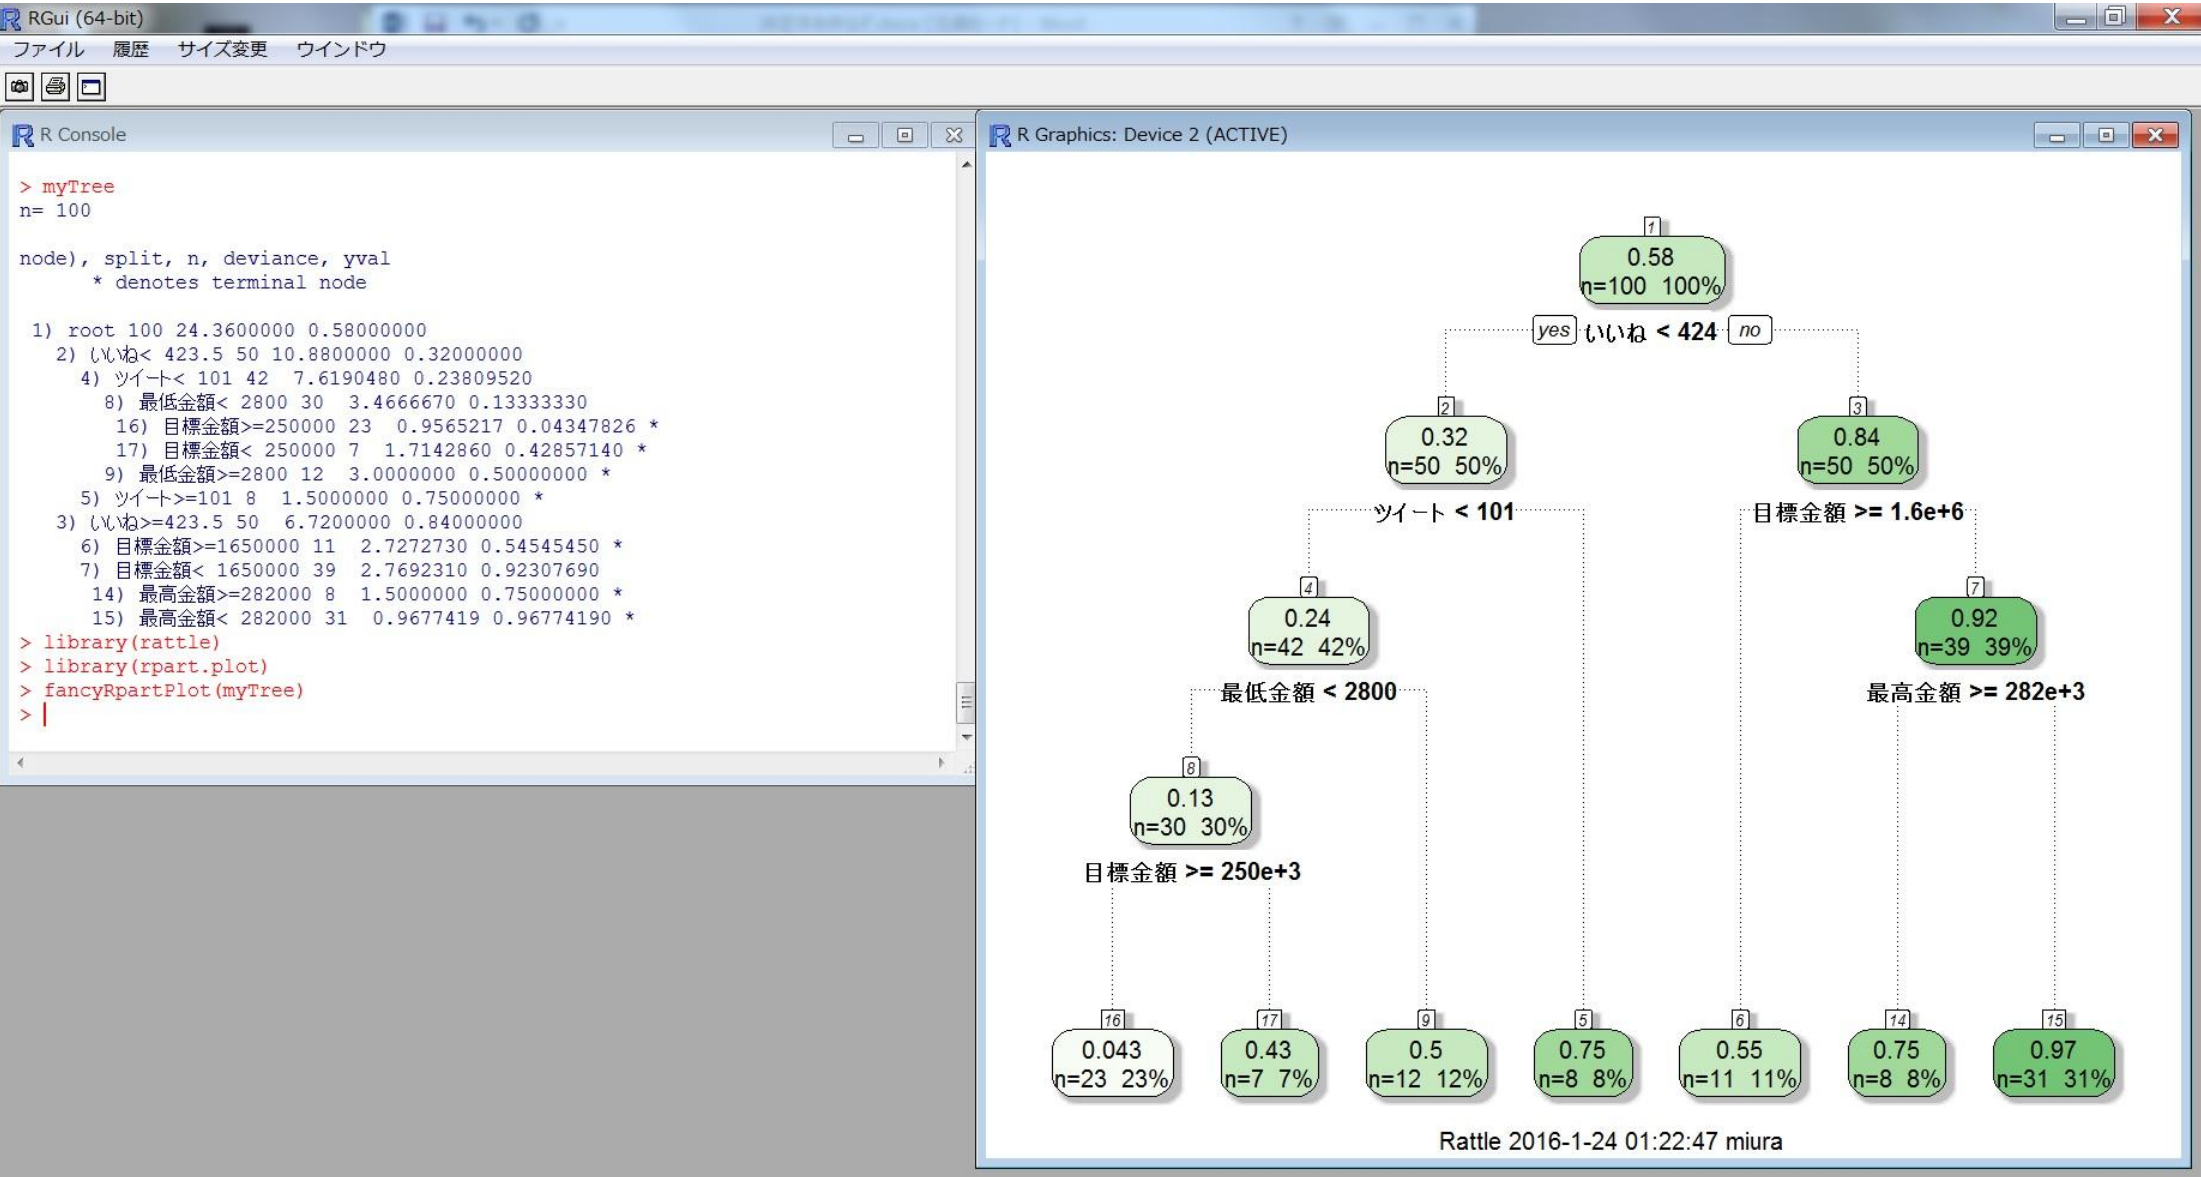 RGui (64-bit)
ファイル 履歴 サイズ変更 ウインドウ
R Console
> myTree
n= 100
node), split, n, deviance, yval
* denotes terminal node
1) root 100 24.3600000 0.58000000
2) いいね< 423.5 50 10.8800000 0.32000000
4) ツイート< 101 42 7.6190480 0.23809520
8) 最低金額< 2800 30 3.4666670 0.13333330
16) 目標金額>=250000 23 0.9565217 0.04347826 *
17) 目標金額< 250000 7 1.7142860 0.42857140 *
9) 最低金額>=2800 12 3.0000000 0.50000000 *
5) ツイート>=101 8 1.5000000 0.75000000 *
3) いいね>=423.5 50 6.7200000 0.84000000
6) 目標金額>=1650000 11 2.7272730 0.54545450 *
7) 目標金額< 1650000 39 2.7692310 0.92307690
14) 最高金額>=282000 8 1.5000000 0.75000000 *
15) 最高金額< 282000 31 0.9677419 0.96774190 *
> library(rattle)
> library(rpart.plot)
> fancyRpartPlot(myTree)
>
R Graphics: Device 2 (ACTIVE)
1
0.58
n=100 100%
yes いいね < 424 no
2
0.32
n=50 50%
3
0.84
n=50 50%
ツイート < 101
目標金額 >= 1.6e+6
4
0.24
n=42 42%
7
0.92
n=39 39%
最低金額 < 2800
最高金額 >= 282e+3
8
0.13
n=30 30%
目標金額 >= 250e+3
16
0.043
n=23 23%
17
0.43
n=7 7%
9
0.5
n=12 12%
5
0.75
n=8 8%
6
0.55
n=11 11%
14
0.75
n=8 8%
15
0.97
n=31 31%
Rattle 2016-1-24 01:22:47 miura